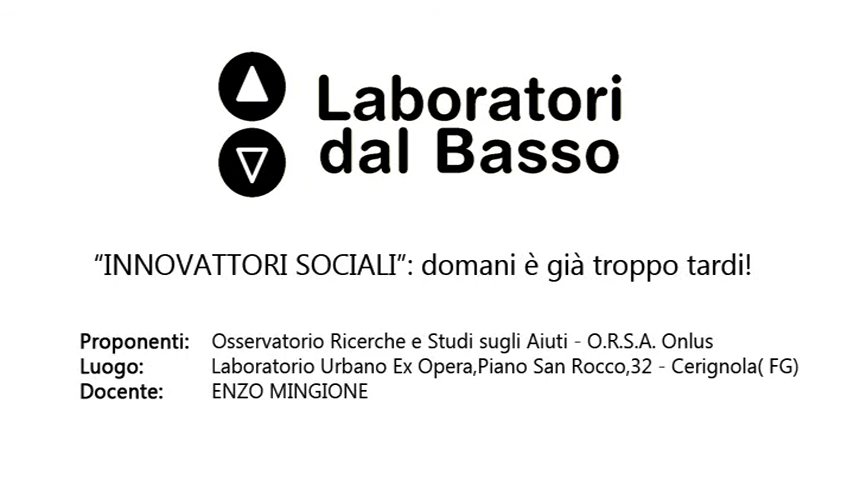 Laboratori
dal Basso
“INNOVATTORI SOCIALI”: domani è già troppo tardi!
Proponenti: Osservatorio Ricerche e Studi sugli Aiuti - O.R.S.A. Onlus
Luogo: Laboratorio Urbano Ex Opera,Piano San Rocco,32 - Cerignola( FG)
Docente: ENZO MINGIONE